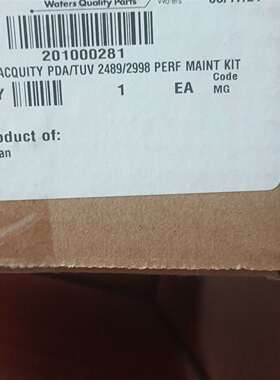 Waters Quality Parts
201000281
ACQUITY PDA/TUV 2489/2998 PERF MAINT KIT
Y 1 EA Code MG
oduct of:
an